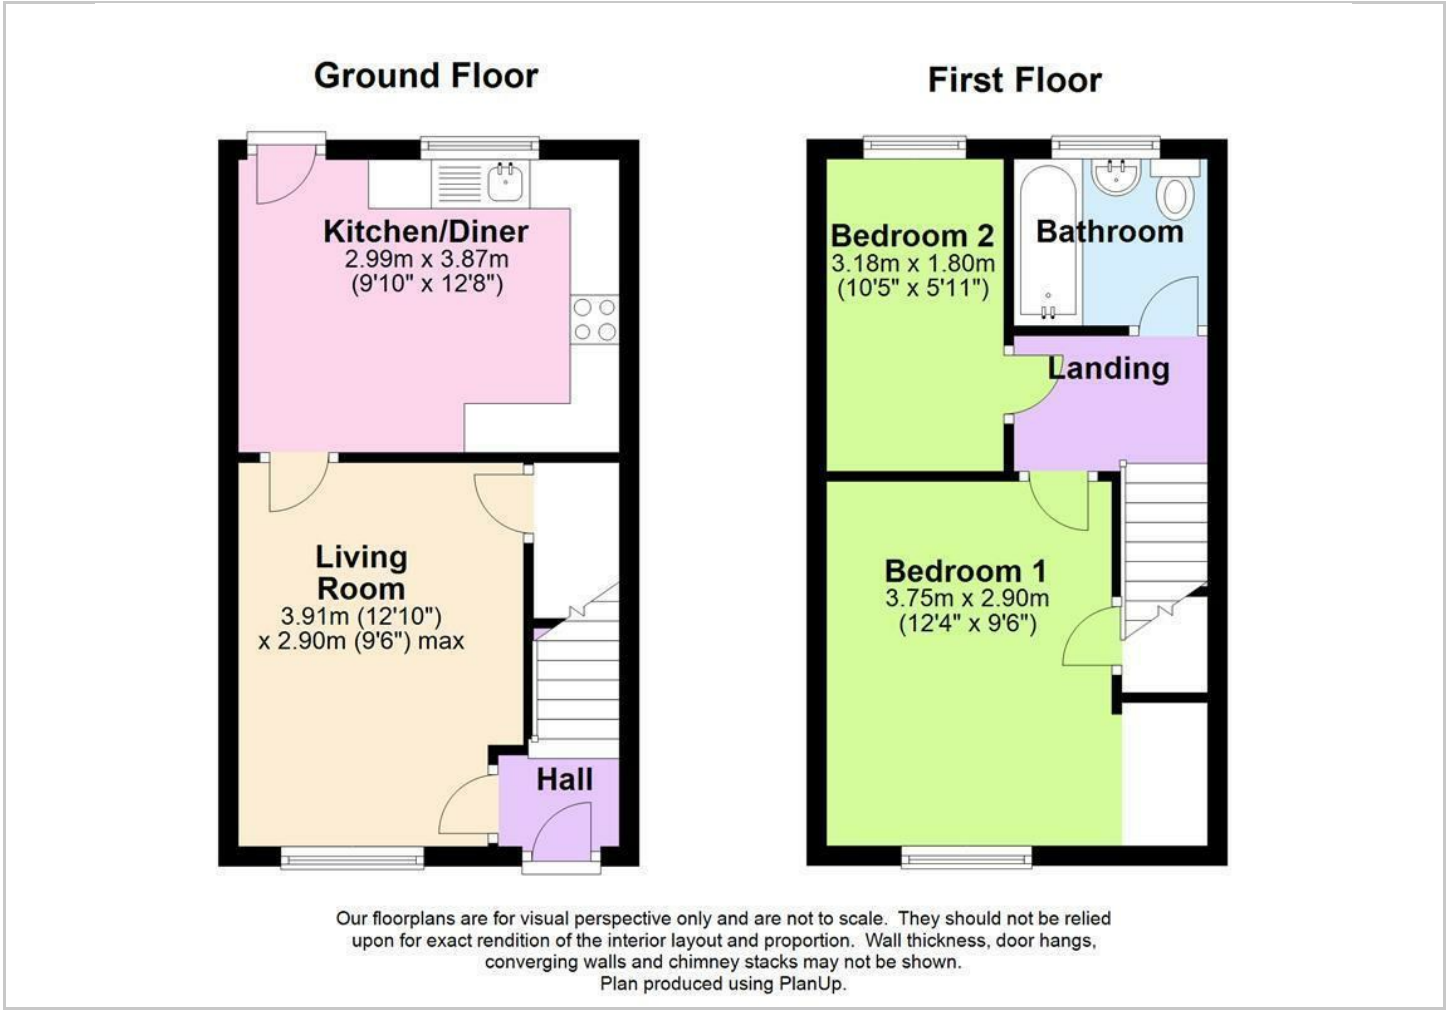 Ground Floor
First Floor
Kitchen/Diner
2.99m x 3.87m
(9'10" x 12'8")
Bedroom 2
3.18m x 1.80m
(10'5" x 5'11")
Bathroom
Landing
Living
Room
3.91m (12'10")
x 2.90m (9'6") max
Bedroom 1
3.75m x 2.90m
(12'4" x 9'6")
Hall
Our floorplans are for visual perspective only and are not to scale.  They should not be relied
upon for exact rendition of the interior layout and proportion.  Wall thickness, door hangs,
converging walls and chimney stacks may not be shown.
Plan produced using PlanUp.